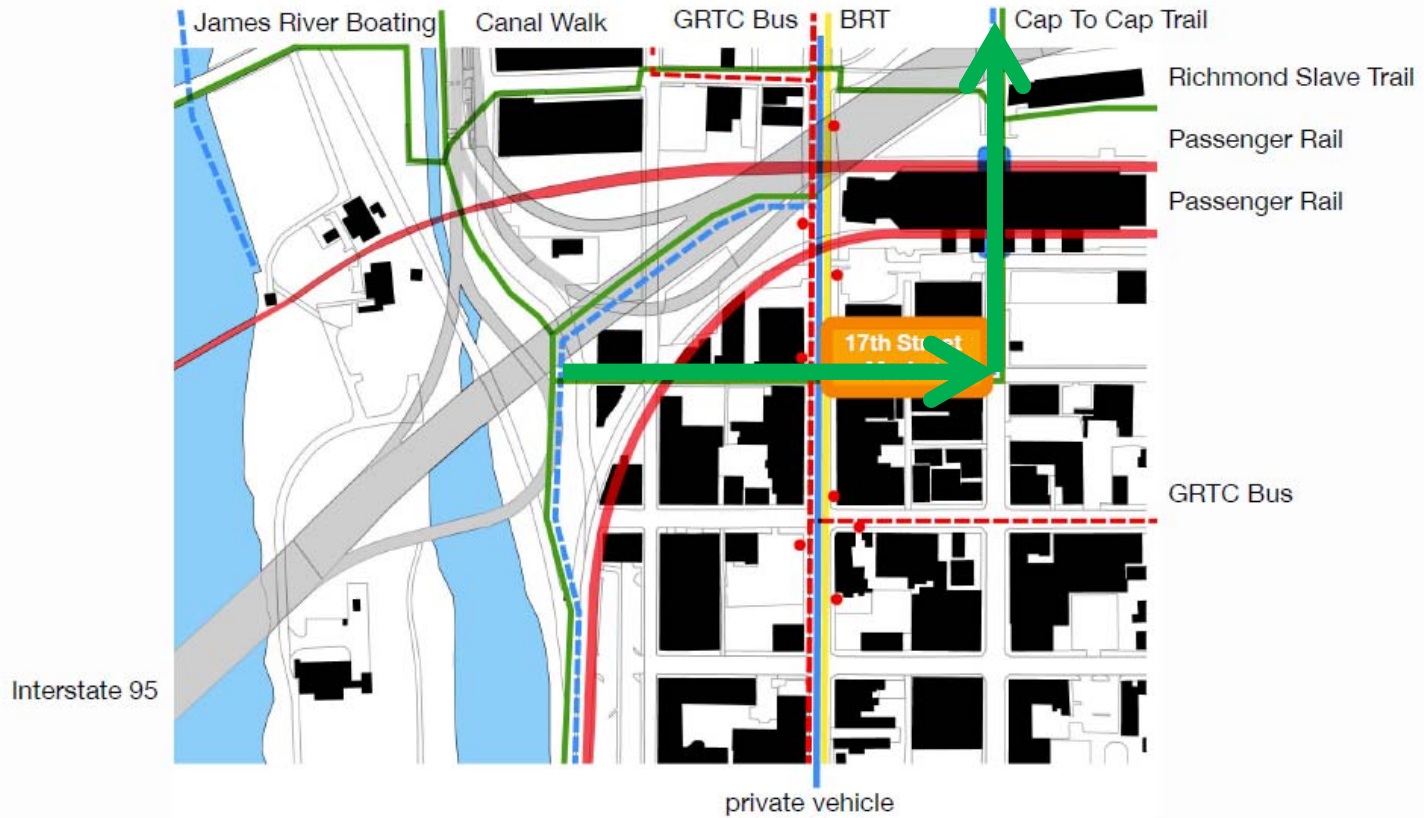 James River Boating
Canal Walk
GRTC Bus
BRT
Cap To Cap Trail
Richmond Slave Trail
Passenger Rail
Passenger Rail
17th Street
GRTC Bus
Interstate 95
private vehicle